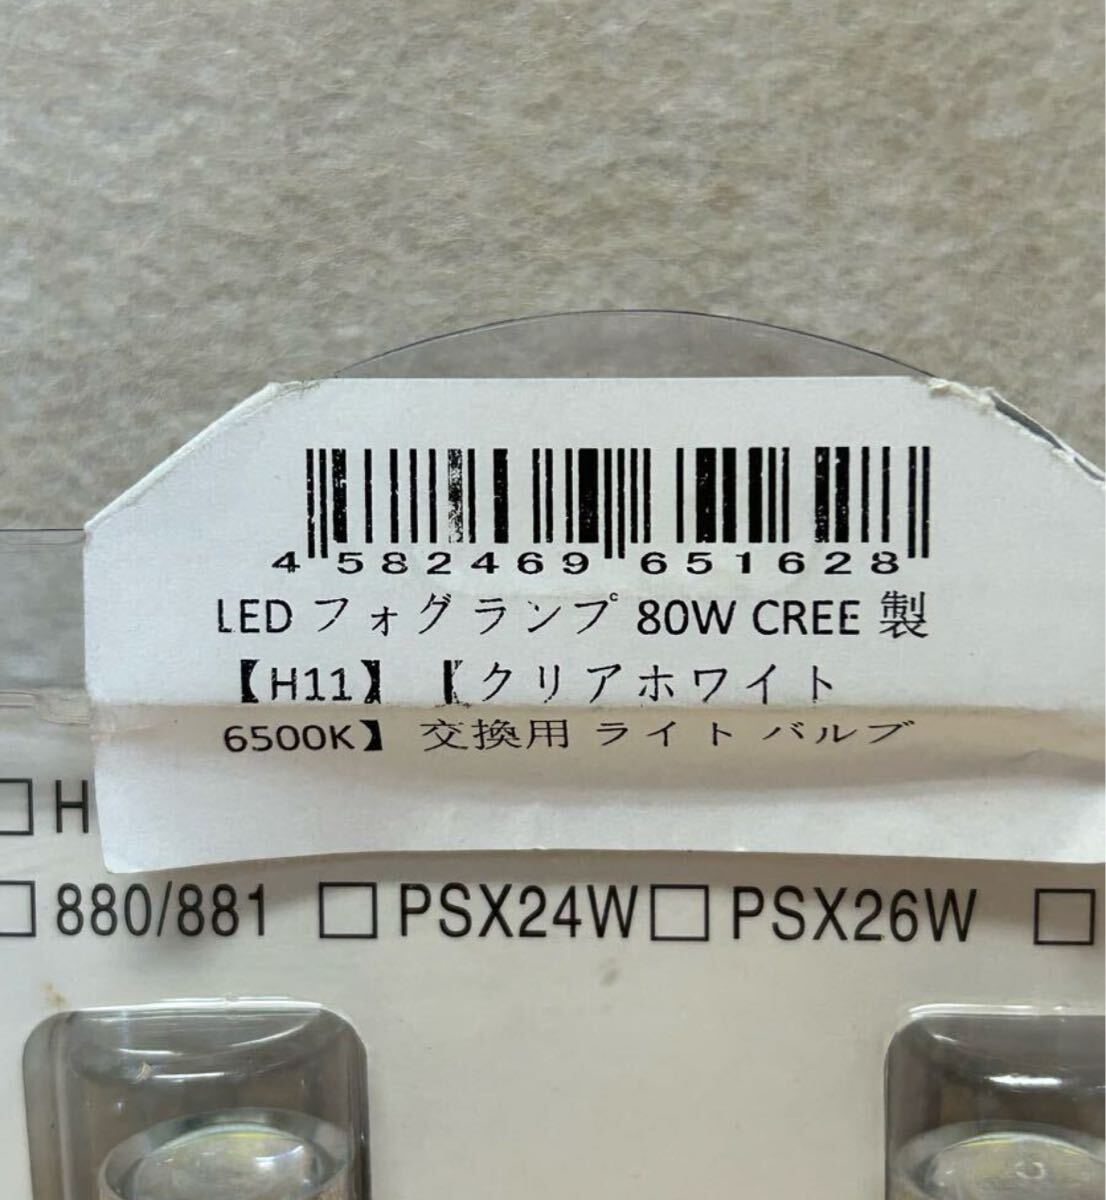 4 582469 651628
LED フォグランプ 80W CREE 製
【H11】【クリアホワイト
6500K】 交換用 ライト バルブ
□ H
□ 880/881 □ PSX24W □ PSX26W □